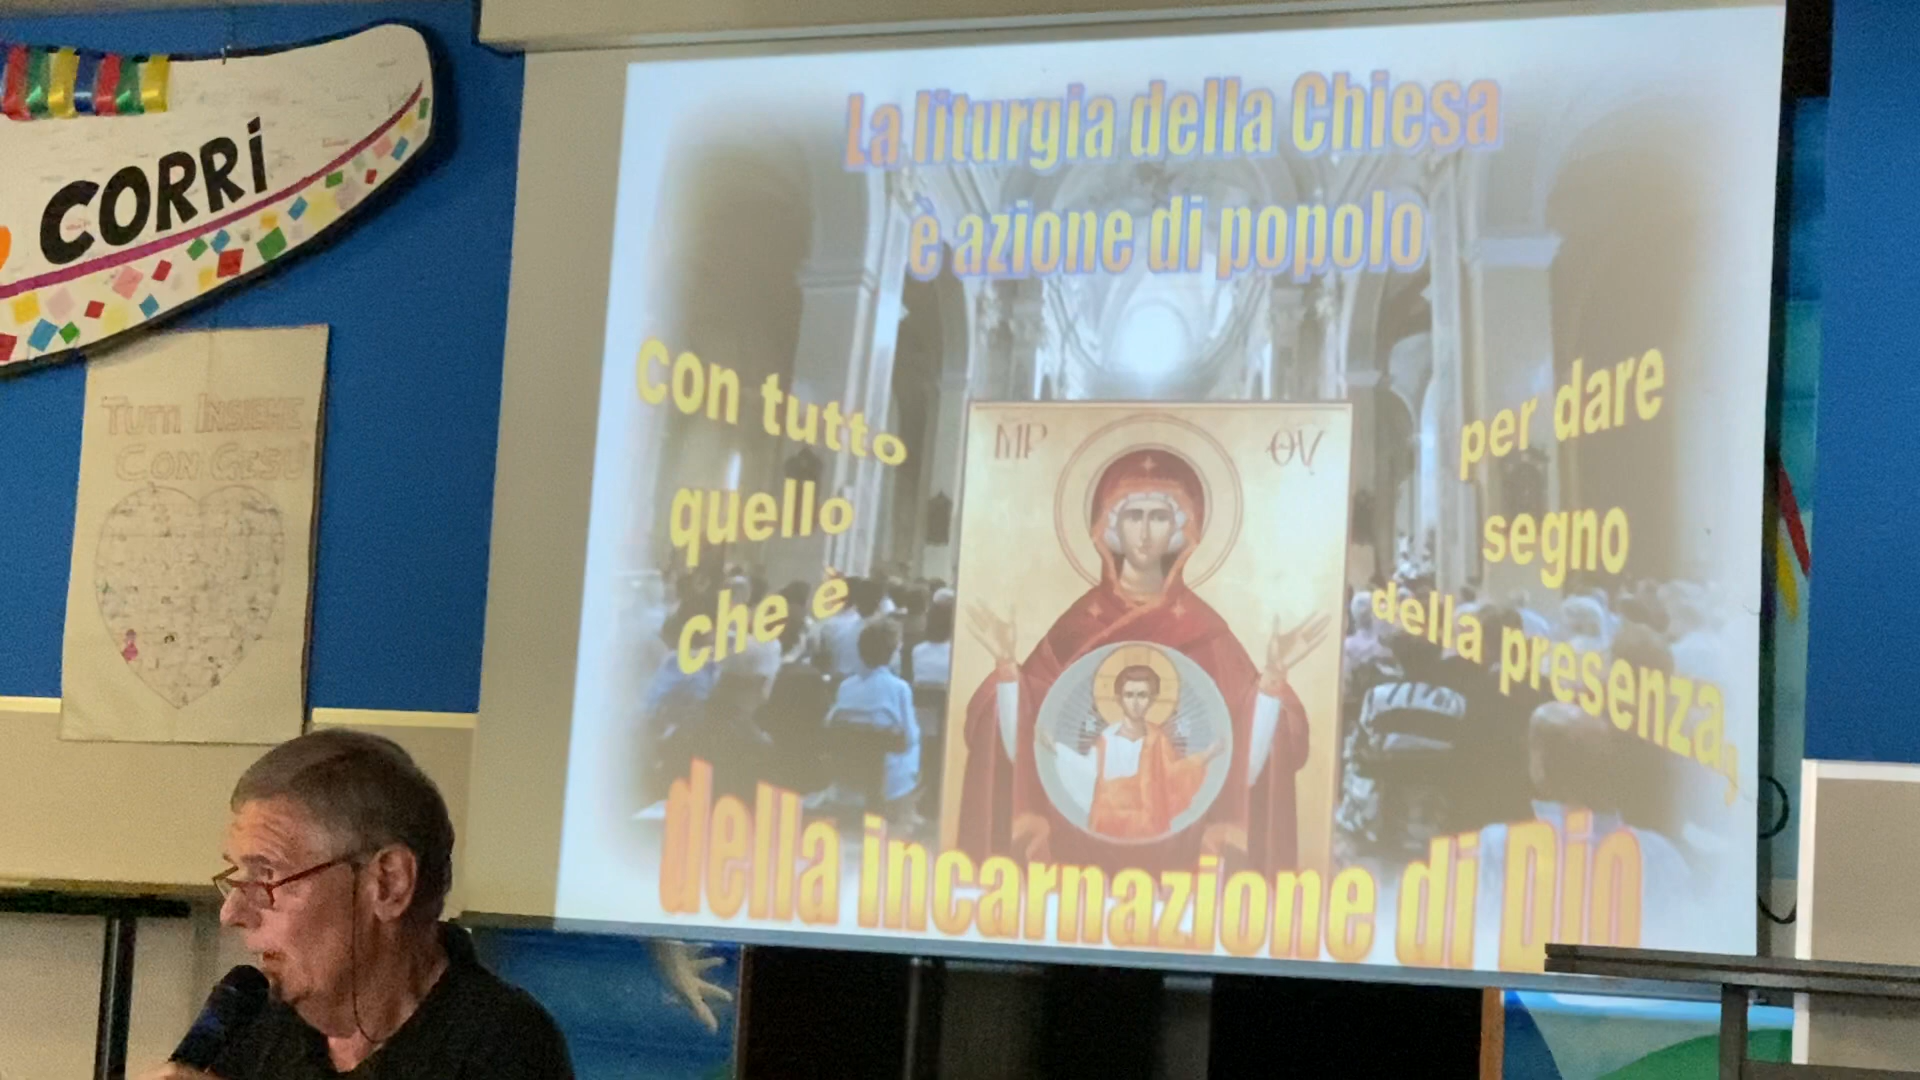 CORRi
TUTTI INSIEME
CON GESU'
La liturgia della Chiesa
è azione di popolo
con tutto
quello
che è
per dare
segno
della presenza,
della incarnazione di Dio
MP ΘV